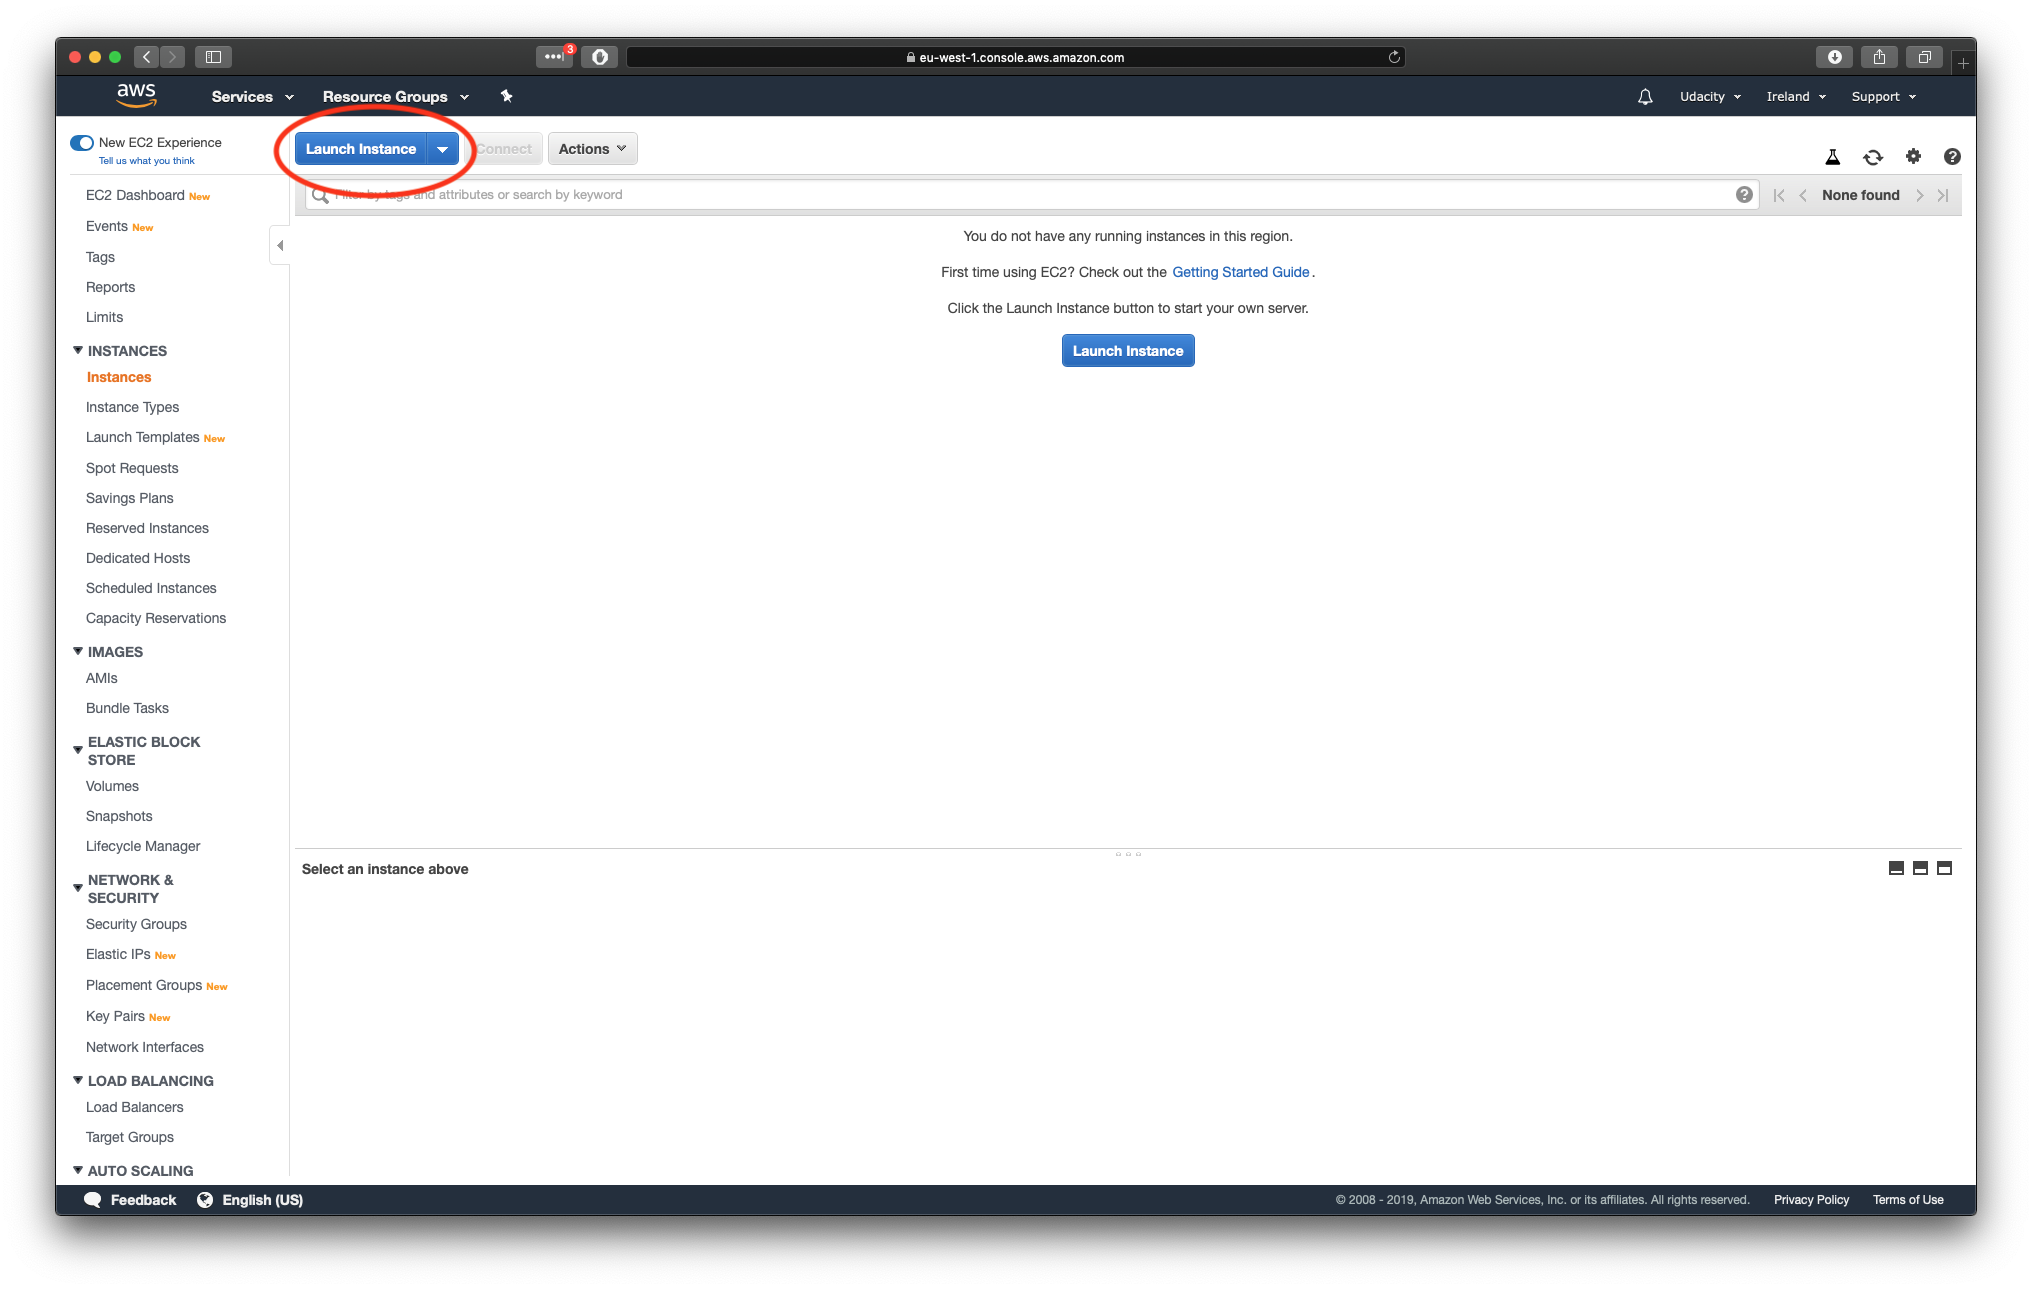 3
eu-west-1.console.aws.amazon.com
aws
Services
Resource Groups
Udacity
Ireland
Support
New EC2 Experience
Tell us what you think
Launch Instance
Connect
Actions
Filter by tags and attributes or search by keyword
None found
EC2 Dashboard New
Events New
Tags
Reports
Limits
INSTANCES
Instances
Instance Types
Launch Templates New
Spot Requests
Savings Plans
Reserved Instances
Dedicated Hosts
Scheduled Instances
Capacity Reservations
IMAGES
AMIs
Bundle Tasks
ELASTIC BLOCK
STORE
Volumes
Snapshots
Lifecycle Manager
NETWORK &
SECURITY
Security Groups
Elastic IPs New
Placement Groups New
Key Pairs New
Network Interfaces
LOAD BALANCING
Load Balancers
Target Groups
AUTO SCALING
You do not have any running instances in this region.
First time using EC2? Check out the Getting Started Guide.
Click the Launch Instance button to start your own server.
Launch Instance
Select an instance above
Feedback
English (US)
© 2008 - 2019, Amazon Web Services, Inc. or its affiliates. All rights reserved.
Privacy Policy
Terms of Use